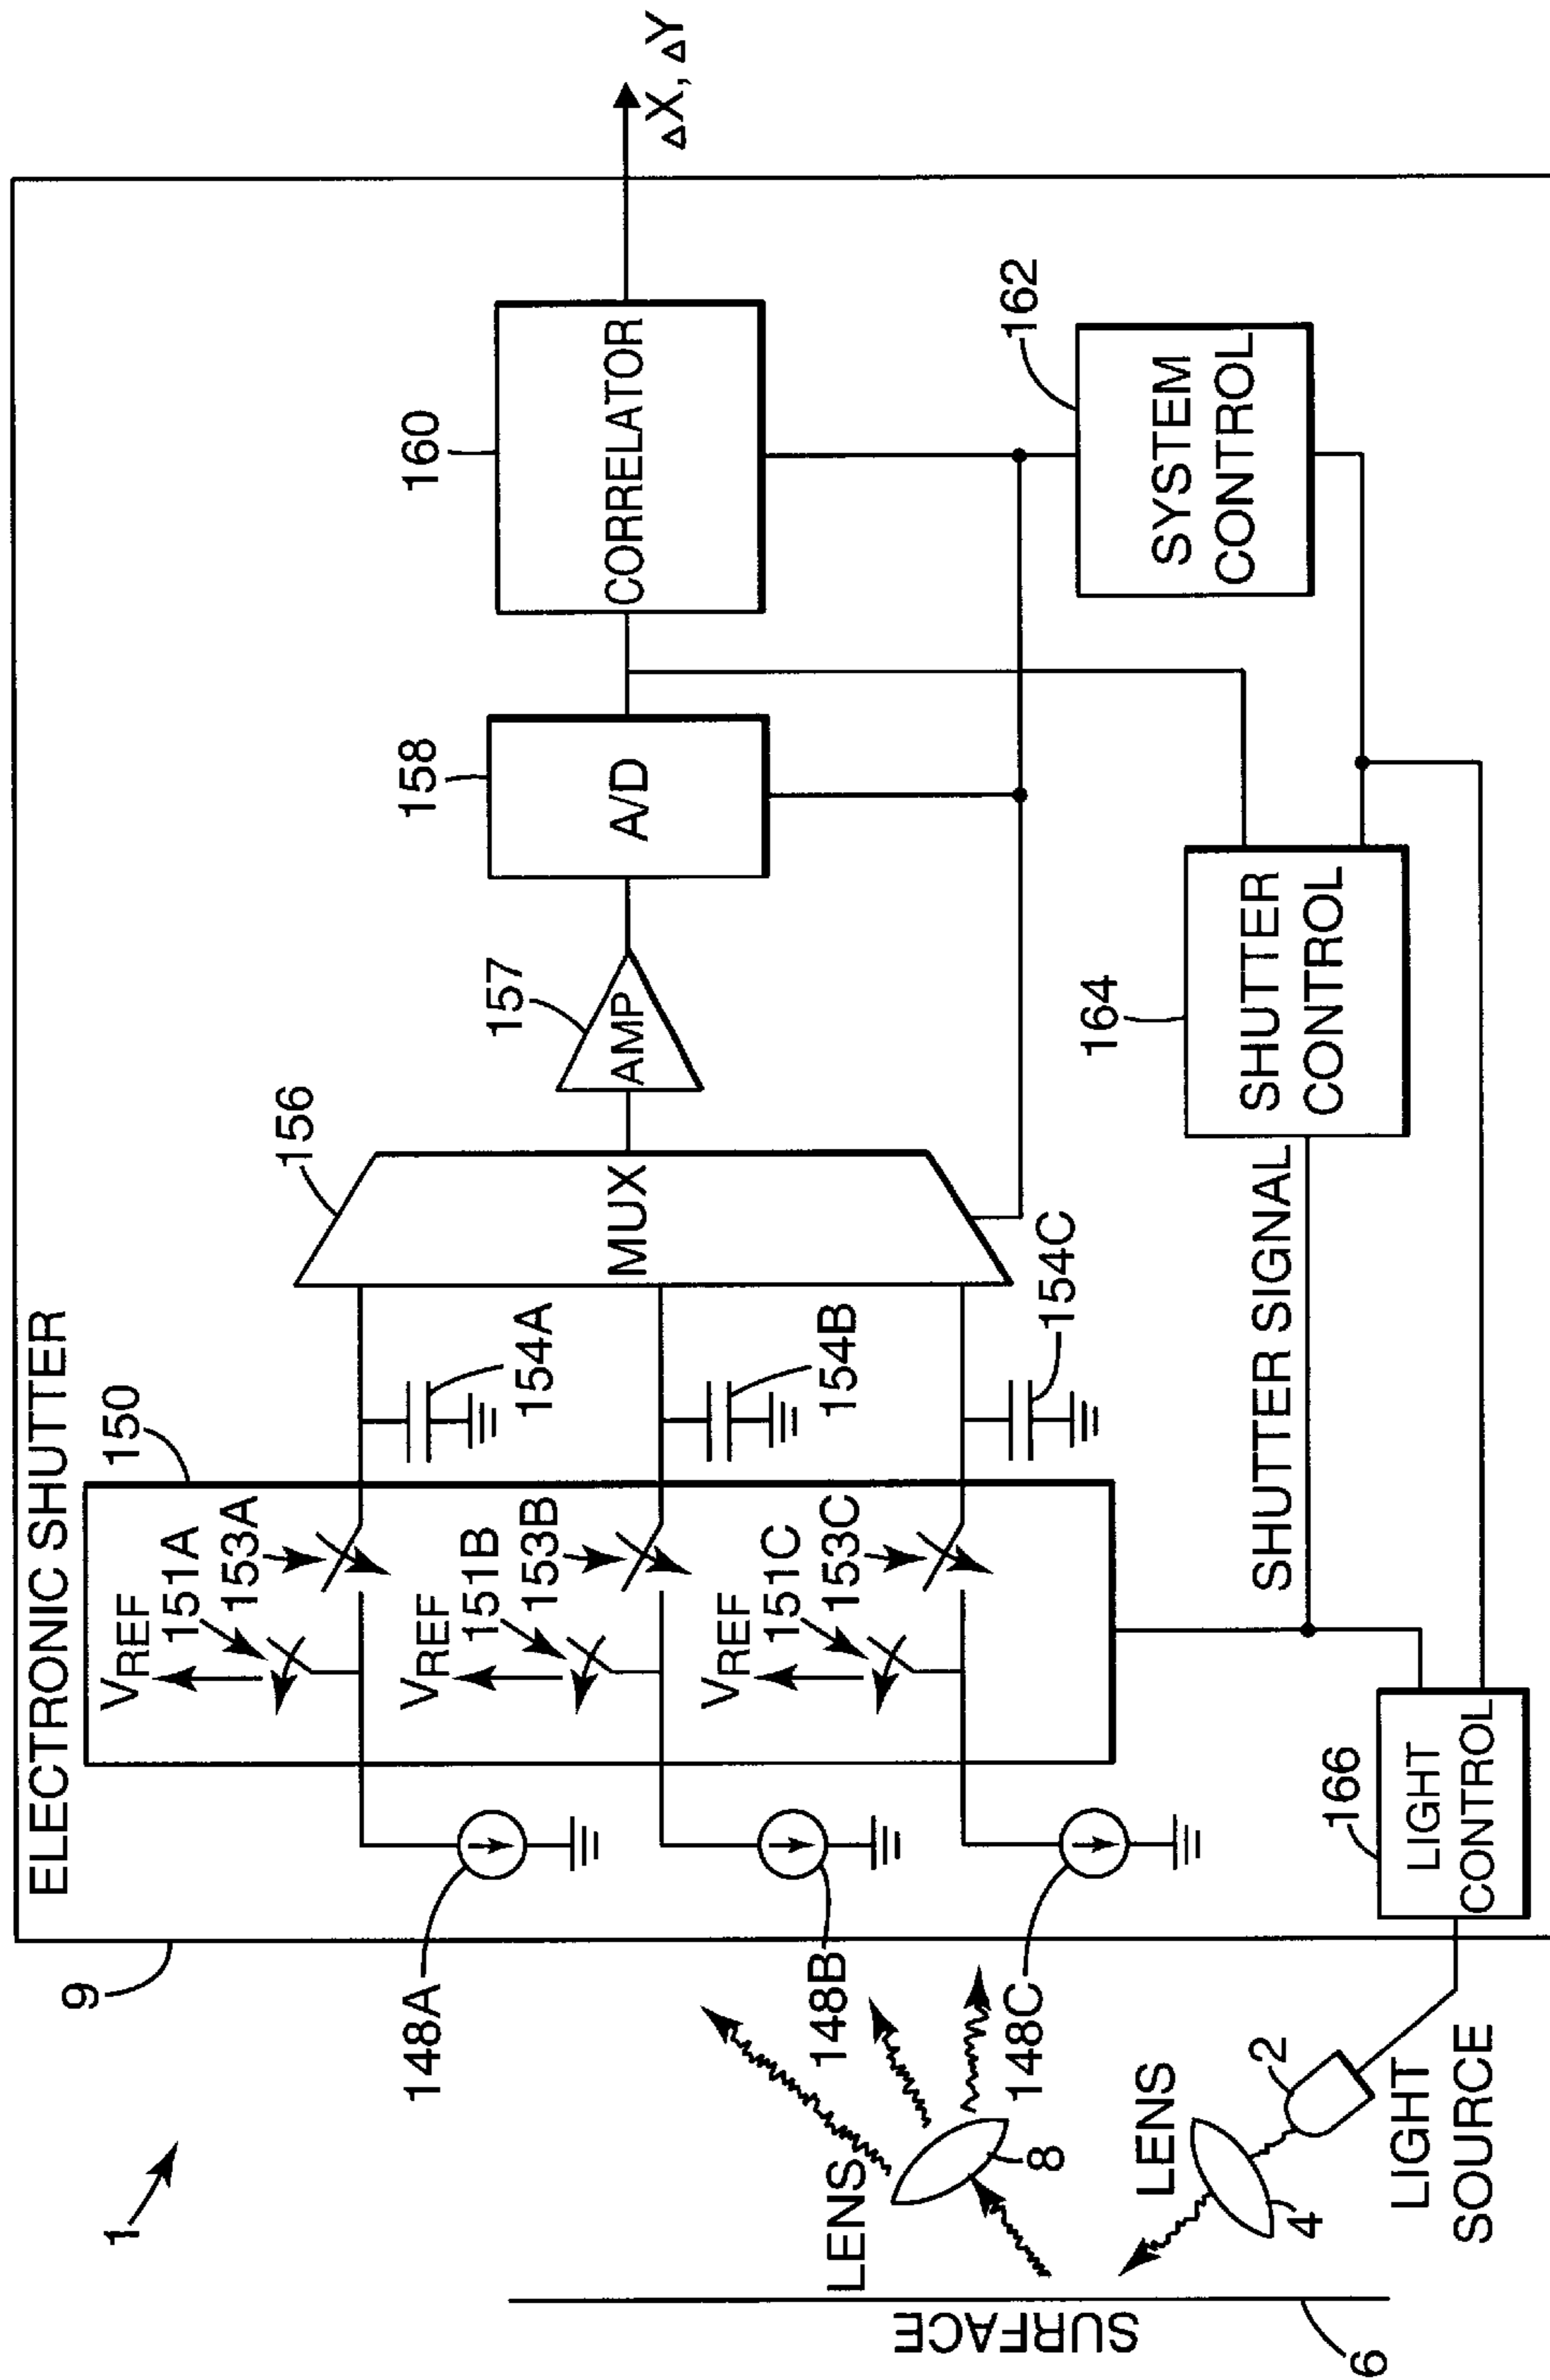 1
9
ELECTRONIC SHUTTER
150
VREF
151A
153A
VREF
151B
153B
VREF
151C
153C
154A
154B
154C
156
MUX
157
AMP
158
A/D
160
CORRELATOR
ΔX, ΔY
162
SYSTEM
CONTROL
164
SHUTTER
CONTROL
SHUTTER SIGNAL
166
LIGHT
CONTROL
148A
148B
148C
LENS
8
LENS
4
2
LIGHT
SOURCE
SURFACE
6